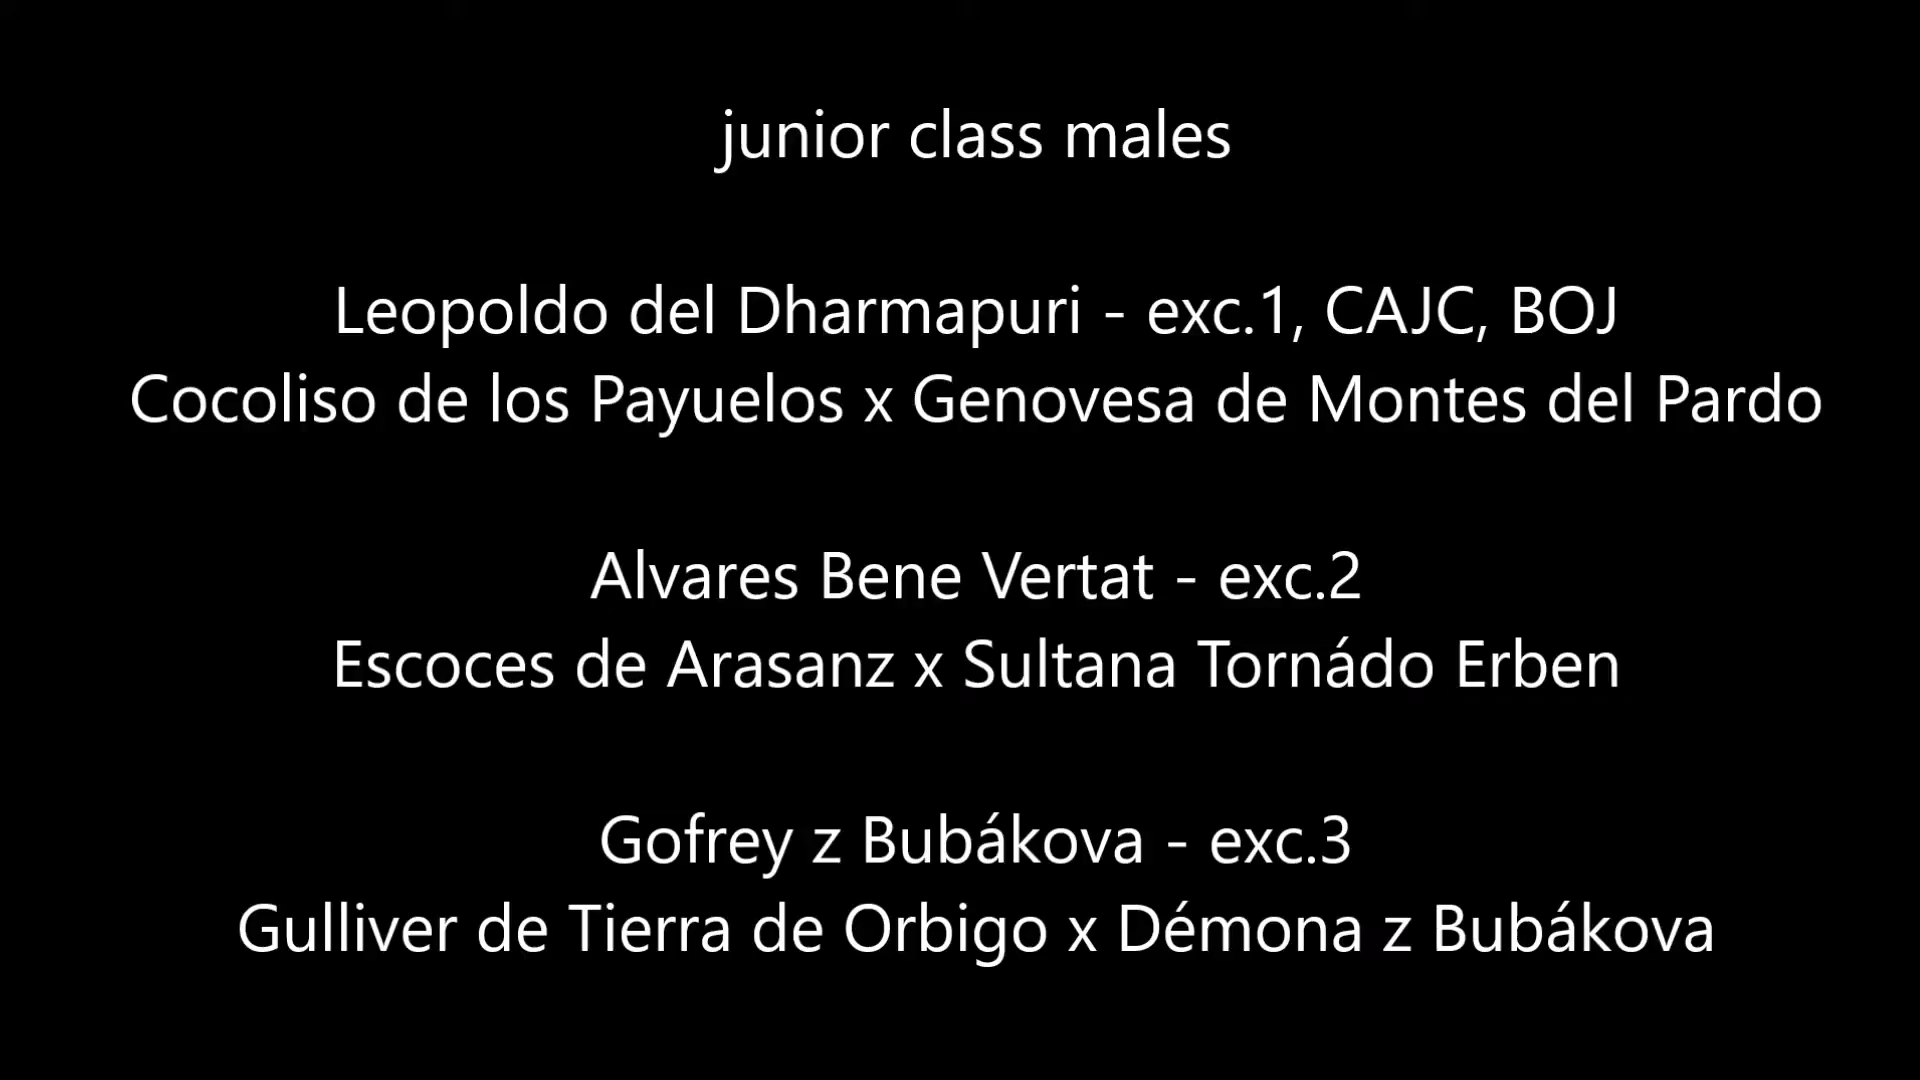 junior class males
Leopoldo del Dharmapuri - exc.1, CAJC, BOJ
Cocoliso de los Payuelos x Genovesa de Montes del Pardo
Alvares Bene Vertat - exc.2
Escoces de Arasanz x Sultana Tornádo Erben
Gofrey z Bubákova - exc.3
Gulliver de Tierra de Orbigo x Démona z Bubákova